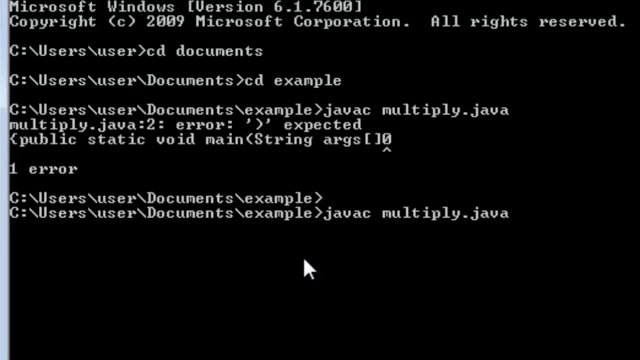 Microsoft Windows [Version 6.1.7600]
Copyright (c) 2009 Microsoft Corporation. All rights reserved.
C:\Users\user>cd documents
C:\Users\user\Documents>cd example
C:\Users\user\Documents\example>javac multiply.java
multiply.java:2: error: ')' expected
{public static void main(String args[]0
^
1 error
C:\Users\user\Documents\example>
C:\Users\user\Documents\example>javac multiply.java